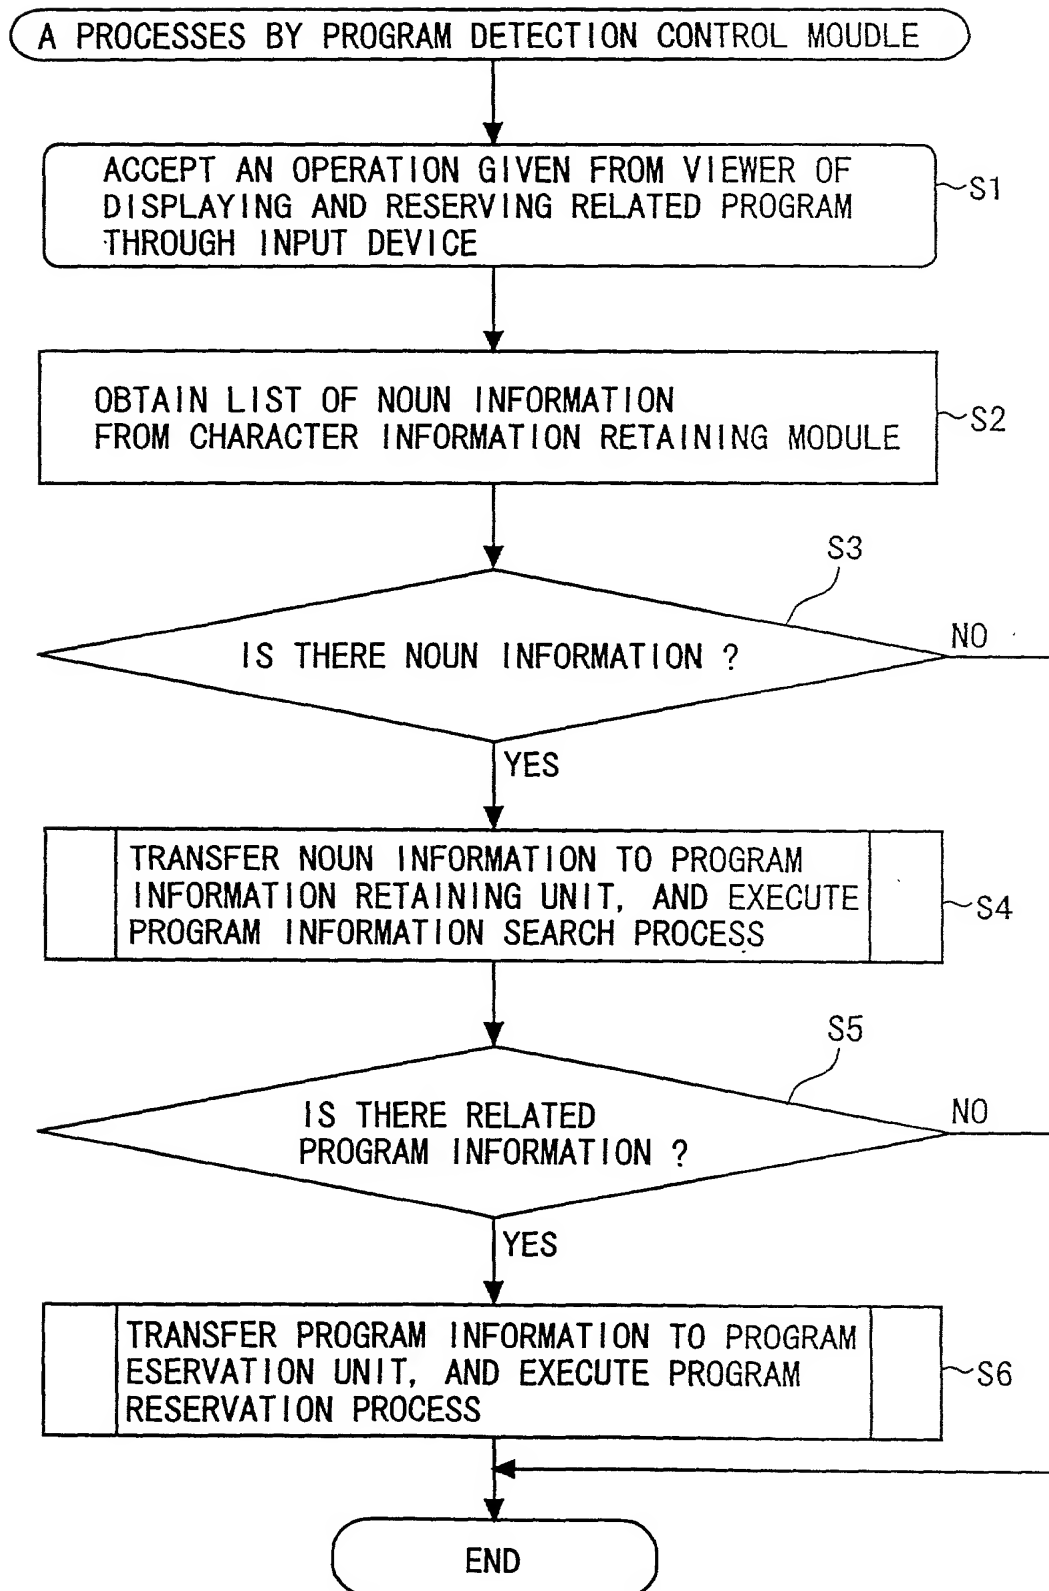 A PROCESSES BY PROGRAM DETECTION CONTROL MOUDLE
ACCEPT AN OPERATION GIVEN FROM VIEWER OF
DISPLAYING AND RESERVING RELATED PROGRAM
THROUGH INPUT DEVICE
S1
OBTAIN LIST OF NOUN INFORMATION
FROM CHARACTER INFORMATION RETAINING MODULE
S2
S3
IS THERE NOUN INFORMATION ?
NO
YES
TRANSFER NOUN INFORMATION TO PROGRAM
INFORMATION RETAINING UNIT, AND EXECUTE
PROGRAM INFORMATION SEARCH PROCESS
S4
S5
IS THERE RELATED
PROGRAM INFORMATION ?
NO
YES
TRANSFER PROGRAM INFORMATION TO PROGRAM
ESERVATION UNIT, AND EXECUTE PROGRAM
RESERVATION PROCESS
S6
END